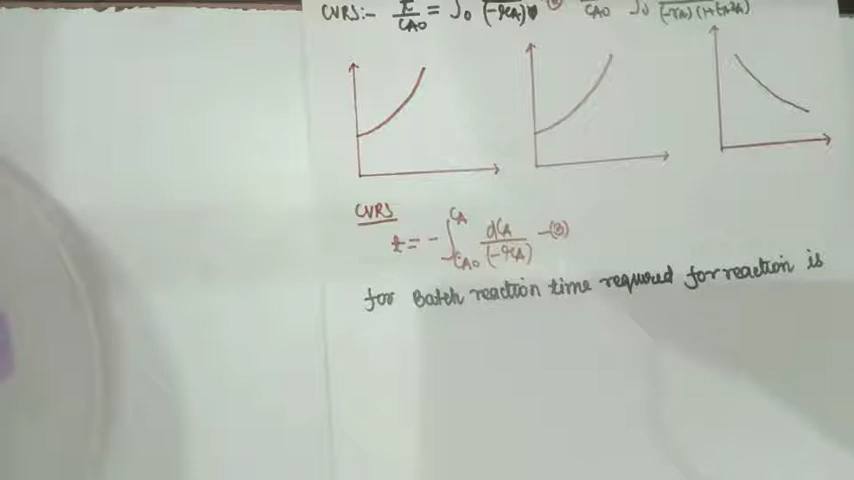 CVRS:- t/CA0 = ∫0 (-rA) ②
CA0 ∫0 (-rA)(1+εAxA)
CVRS
t = - ∫CA0^CA dCA/(-rA) -③
for Batch reaction time required for reaction is